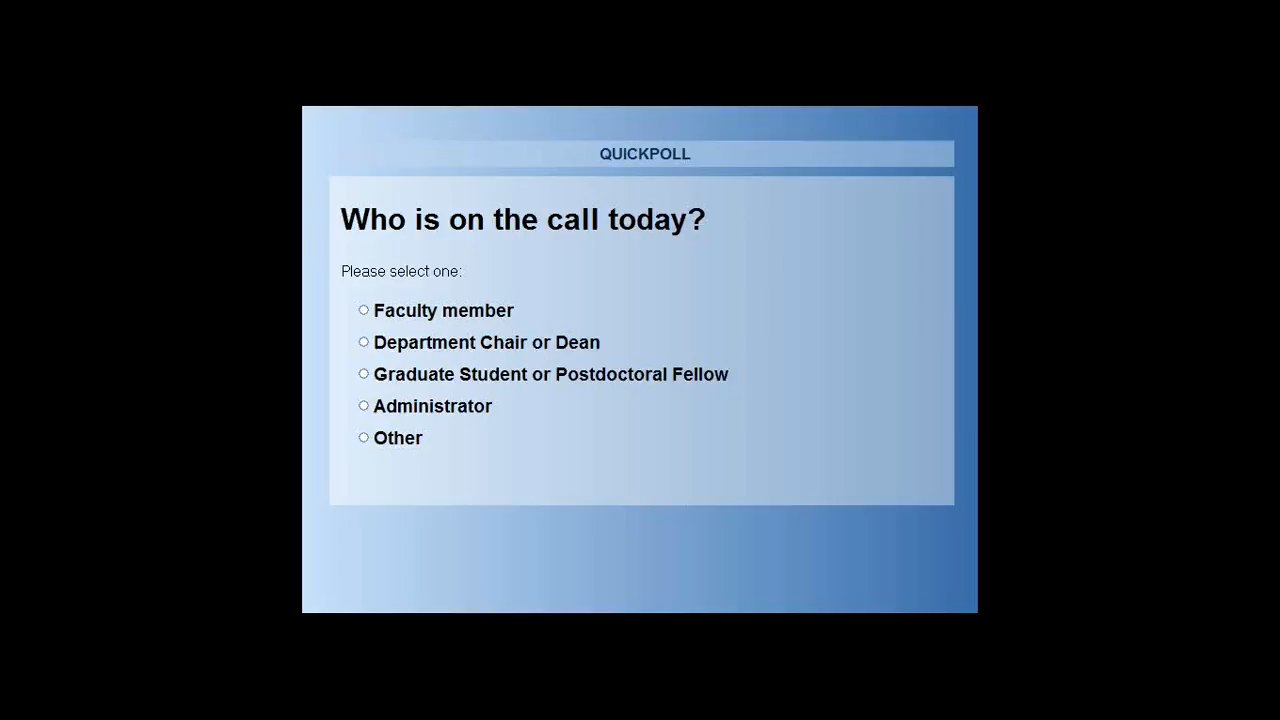 QUICKPOLL
Who is on the call today?
Please select one:
Faculty member
Department Chair or Dean
Graduate Student or Postdoctoral Fellow
Administrator
Other